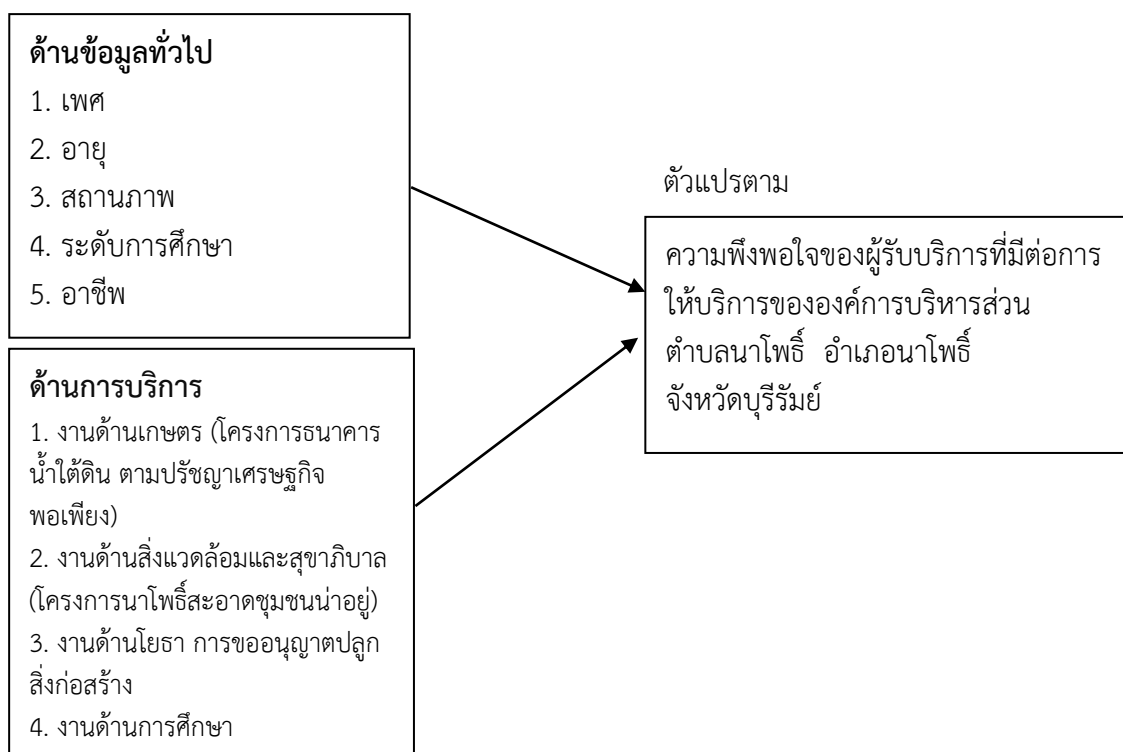 ด้านข้อมูลทั่วไป
1. เพศ
2. อายุ
3. สถานภาพ
4. ระดับการศึกษา
5. อาชีพ
ด้านการบริการ
1. งานด้านเกษตร (โครงการธนาคาร
น้ำใต้ดิน ตามปรัชญาเศรษฐกิจ
พอเพียง)
2. งานด้านสิ่งแวดล้อมและสุขาภิบาล
(โครงการนาโพธิ์สะอาดชุมชนน่าอยู่)
3. งานด้านโยธา การขออนุญาตปลูก
สิ่งก่อสร้าง
4. งานด้านการศึกษา
ตัวแปรตาม
ความพึงพอใจของผู้รับบริการที่มีต่อการ
ให้บริการขององค์การบริหารส่วน
ตำบลนาโพธิ์ อำเภอนาโพธิ์
จังหวัดบุรีรัมย์